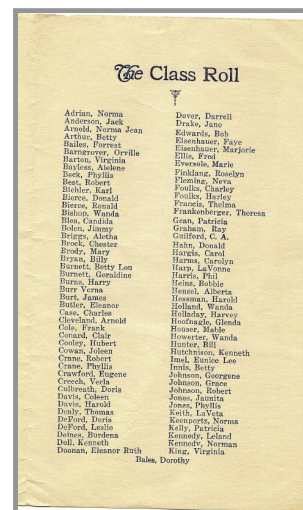 The Class Roll
Adrian, Norma
Anderson, Jack
Arnold, Norma Jean
Arthur, Betty
Bailes, Forrest
Barngrover, Orville
Barton, Virginia
Bayless, Aielene
Beck, Phyllis
Best, Robert
Biehler, Karl
Bierce, Donald
Bierce, Ronald
Bishop, Wanda
Blea, Candida
Bolen, Jimmy
Briggs, Aletha
Brock, Chester
Brody, Mary
Bryan, Billy
Burnett, Betty Lou
Burnett, Geraldine
Burns, Harry
Burr Verna
Burt, James
Butler, Eleanor
Case, Charles
Cleveland, Arnold
Cole, Frank
Conard, Clair
Cooley, Hubert
Cowan, Joleen
Crane, Robert
Crane, Phyllis
Crawford, Eugene
Creech, Verla
Culbreath, Doris
Davis, Coleen
Davis, Harold
Dealy, Thomas
DeFord, Doris
DeFord, Leslie
Deines, Burdena
Dell, Kenneth
Doonan, Eleanor Ruth
Dover, Darrell
Drake, Jane
Edwards, Bob
Eisenhauer, Faye
Eisenhauer, Marjorie
Ellis, Fred
Eversole, Marie
Finklang, Roselyn
Fleming, Neva
Foulks, Charley
Foulks, Harley
Francis, Thelma
Frankenberger, Theresa
Gean, Patricia
Graham, Ray
Guilford, C. A.
Hahn, Donald
Hargis, Carol
Harms, Carolyn
Harp, LaVonne
Harris, Phil
Heinz, Bobbie
Hensel, Alberta
Hessman, Harold
Holland, Wanda
Holladay, Harvey
Hoofnagle, Glenda
Houser, Mable
Howerter, Wanda
Hunter, Bill
Hutchinson, Kenneth
Imel, Eunice Lee
Innis, Betty
Johnson, Georgene
Johnson, Grace
Johnson, Robert
Jones, Jaunita
Jones, Phyllis
Keith, LaVeta
Keenportz, Norma
Kelly, Patricia
Kennedy, Leland
Kennedy, Norman
King, Virginia
Bales, Dorothy